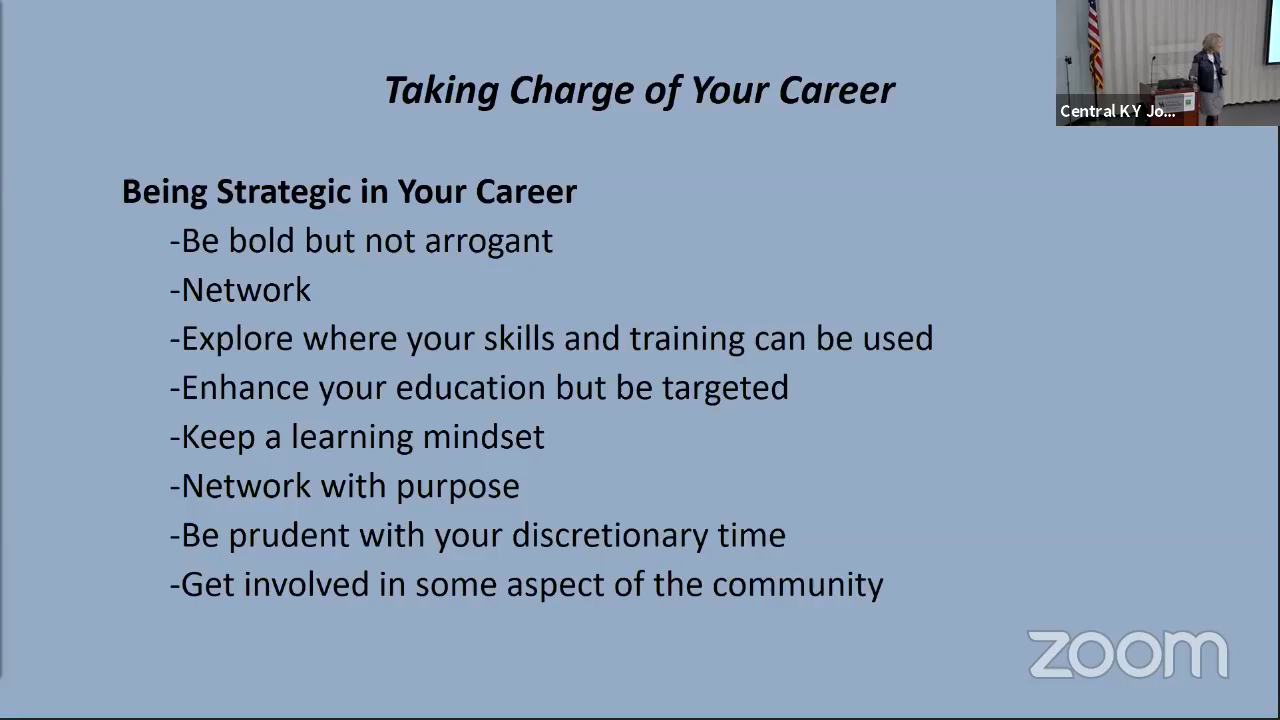 Taking Charge of Your Career
Central KY Jo...
Being Strategic in Your Career
-Be bold but not arrogant
-Network
-Explore where your skills and training can be used
-Enhance your education but be targeted
-Keep a learning mindset
-Network with purpose
-Be prudent with your discretionary time
-Get involved in some aspect of the community
zoom